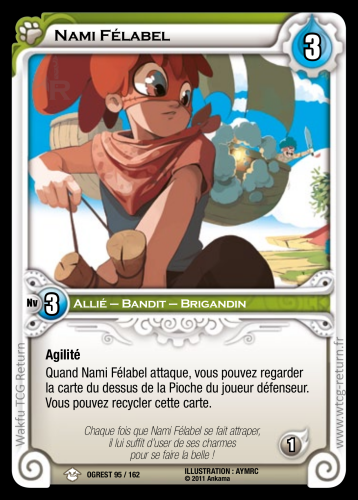 Nami Félabel
3
Nv 3
Allié – Bandit – Brigandin
Agilité
Quand Nami Félabel attaque, vous pouvez regarder
la carte du dessus de la Pioche du joueur défenseur.
Vous pouvez recycler cette carte.
Chaque fois que Nami Félabel se fait attraper,
il lui suffit d'user de ses charmes
pour se faire la belle !
1
OGREST 95 / 162
ILLUSTRATION : AYMRC
© 2011 Ankama
Wakfu TCG Return
www.wtcg-return.fr